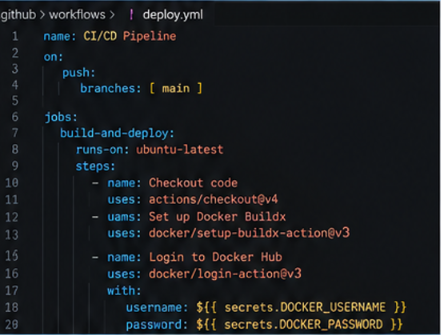 github > workflows > ! deploy.yml
1 name: CI/CD Pipeline
2 on:
3 push:
4 branches: [ main ]
5
6 jobs:
7 build-and-deploy:
8 runs-on: ubuntu-latest
9 steps:
10 - name: Checkout code
11 uses: actions/checkout@v4
12 - uams: Set up Docker Buildx
13 uses: docker/setup-buildx-action@v3
15 - name: Login to Docker Hub
16 uses: docker/login-action@v3
17 with:
18 username: ${{ secrets.DOCKER_USERNAME }}
20 password: ${{ secrets.DOCKER_PASSWORD }}